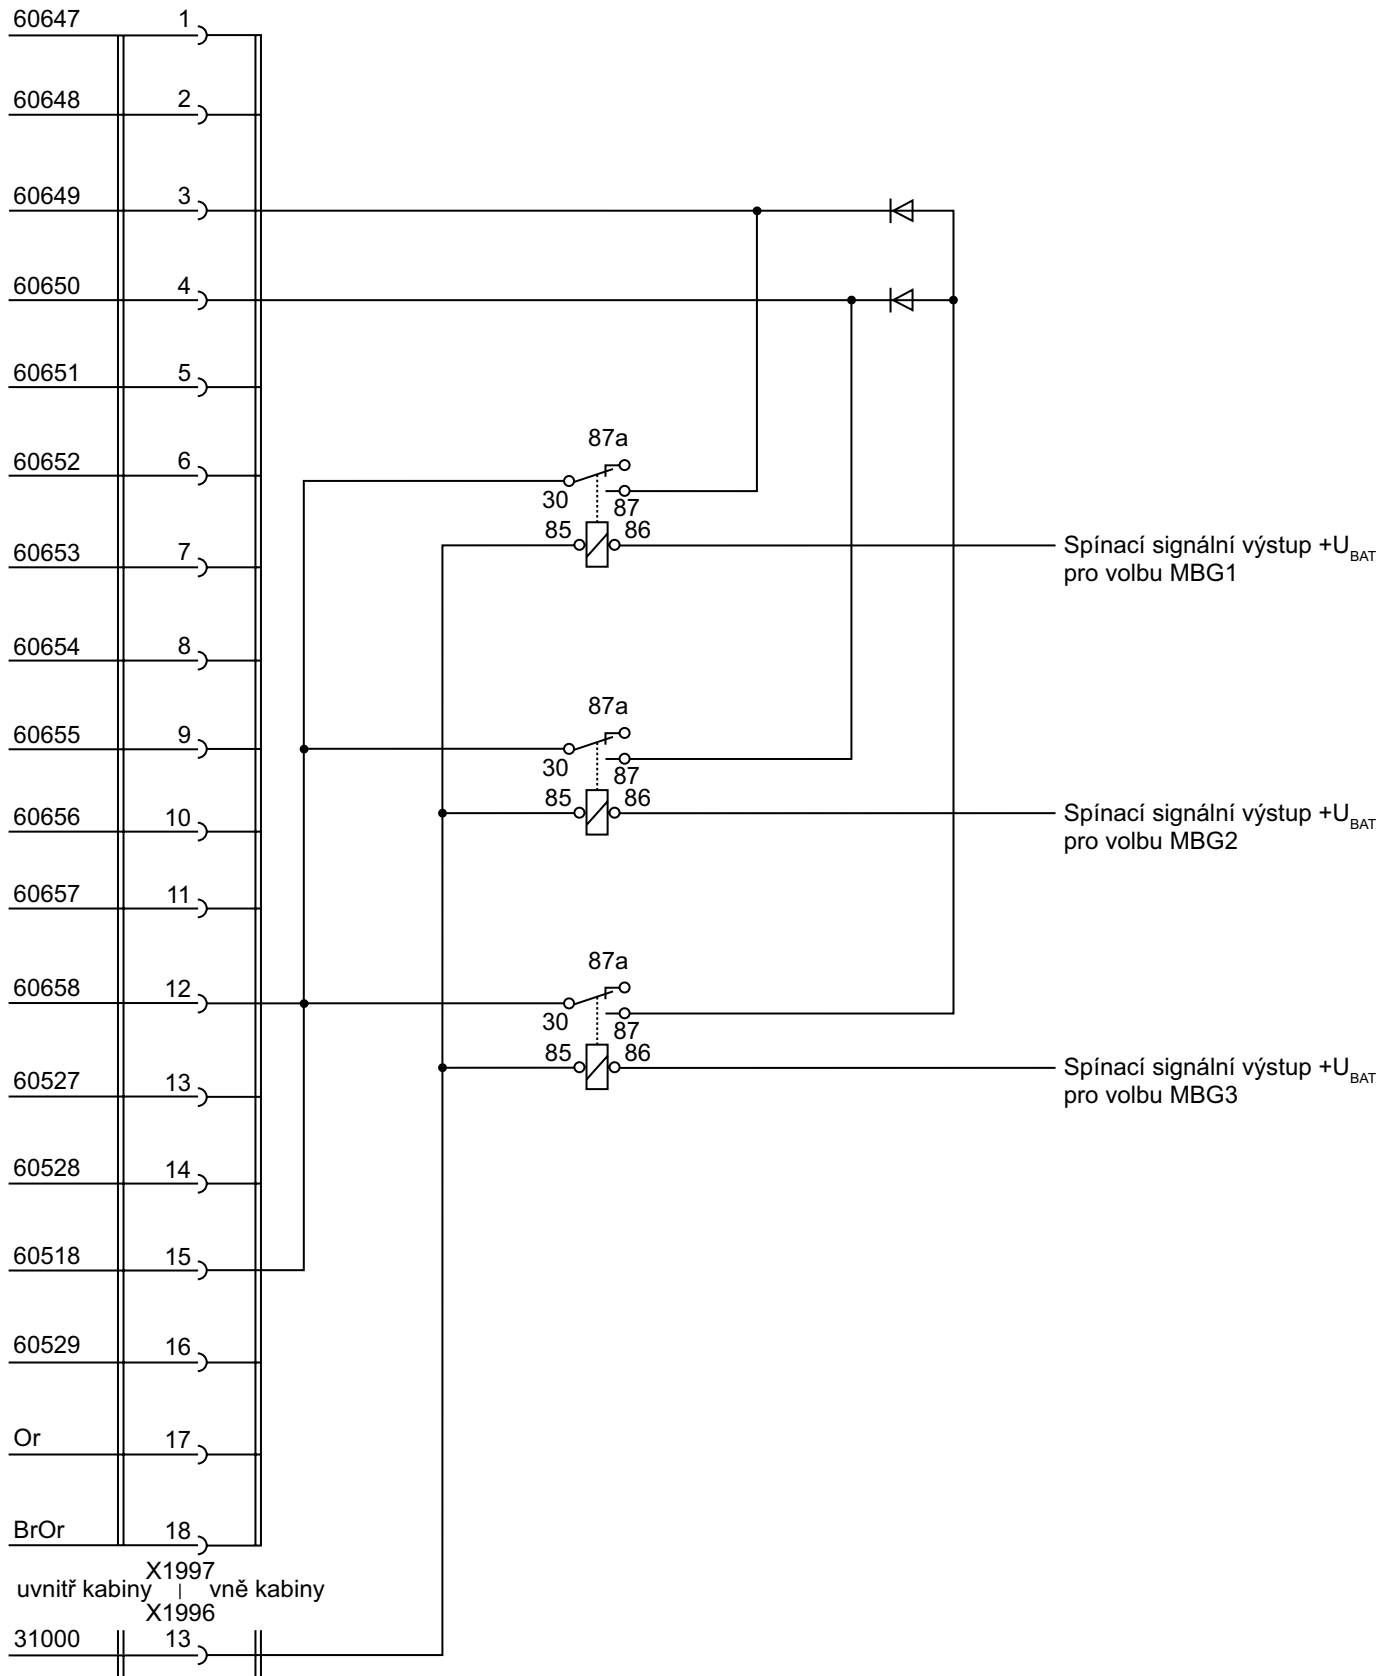 60647 1
60648 2
60649 3
60650 4
60651 5
87a
60652 6
30
87
85 86
60653 7
Spínací signální výstup +UBAT
pro volbu MBG1
60654 8
87a
60655 9
30
87
85 86
60656 10
Spínací signální výstup +UBAT
pro volbu MBG2
60657 11
87a
60658 12
30
87
85 86
Spínací signální výstup +UBAT
pro volbu MBG3
60527 13
60528 14
60518 15
60529 16
Or 17
BrOr 18
X1997
uvnitř kabiny vně kabiny
X1996
31000 13